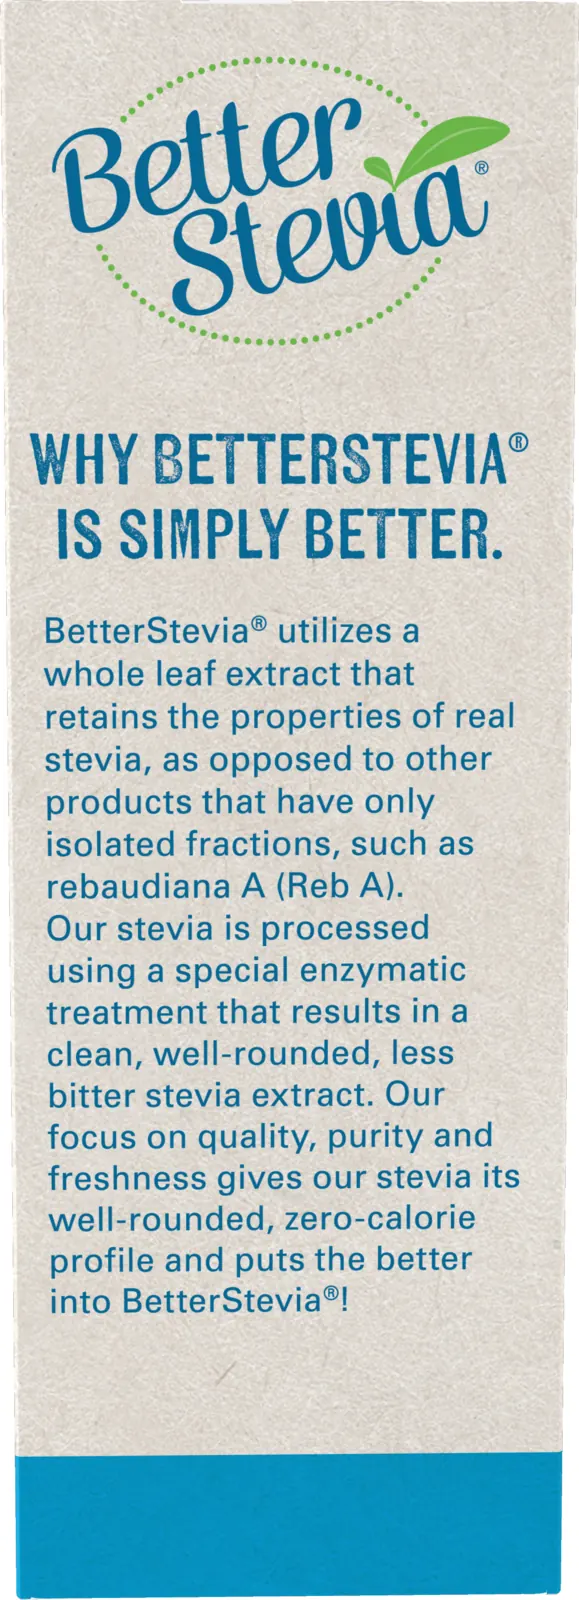 Better
Stevia®
WHY BETTERSTEVIA®
IS SIMPLY BETTER.
BetterStevia® utilizes a
whole leaf extract that
retains the properties of real
stevia, as opposed to other
products that have only
isolated fractions, such as
rebaudiana A (Reb A).
Our stevia is processed
using a special enzymatic
treatment that results in a
clean, well-rounded, less
bitter stevia extract. Our
focus on quality, purity and
freshness gives our stevia its
well-rounded, zero-calorie
profile and puts the better
into BetterStevia®!